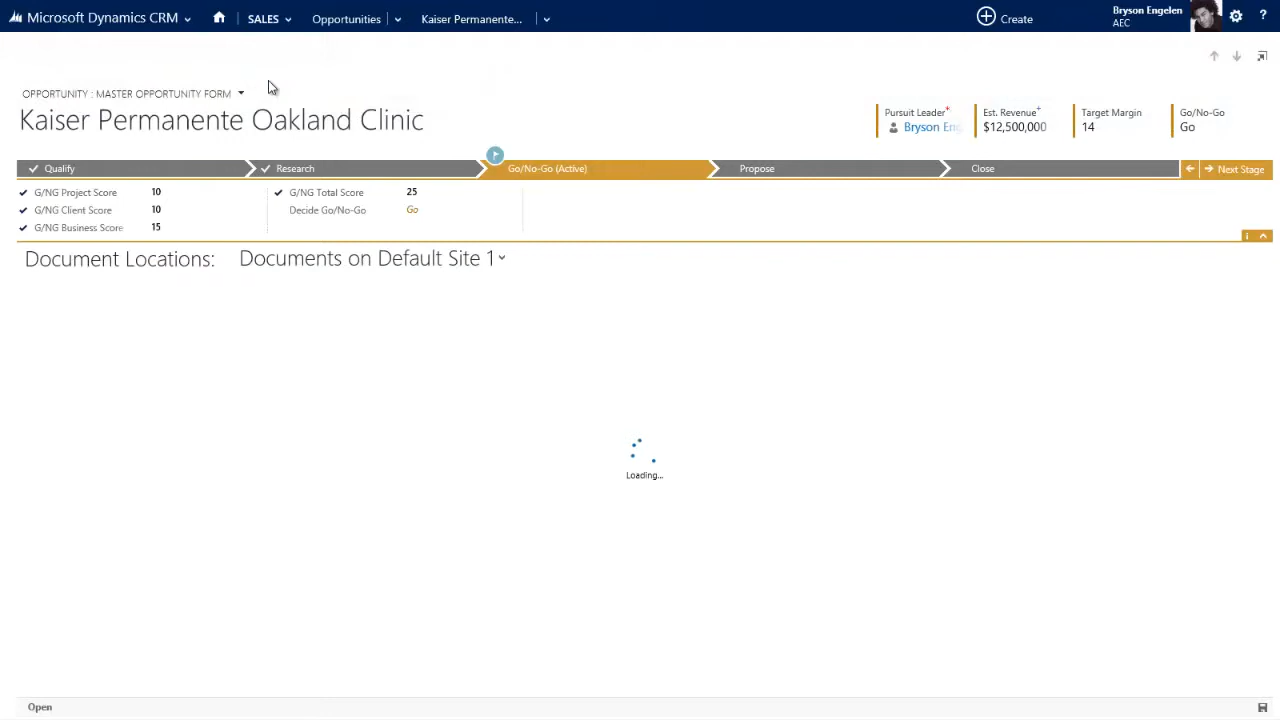 Microsoft Dynamics CRM SALES Opportunities Kaiser Permanente... Create Bryson Engelen
AEC ?
OPPORTUNITY : MASTER OPPORTUNITY FORM
Kaiser Permanente Oakland Clinic
Pursuit Leader* Est. Revenue+ Target Margin Go/No-Go
Bryson Eng $12,500,000 14 Go
Qualify Research Go/No-Go (Active) Propose Close Next Stage
G/NG Project Score 10 G/NG Total Score 25
G/NG Client Score 10 Decide Go/No-Go Go
G/NG Business Score 15
Document Locations: Documents on Default Site 1
Loading...
Open